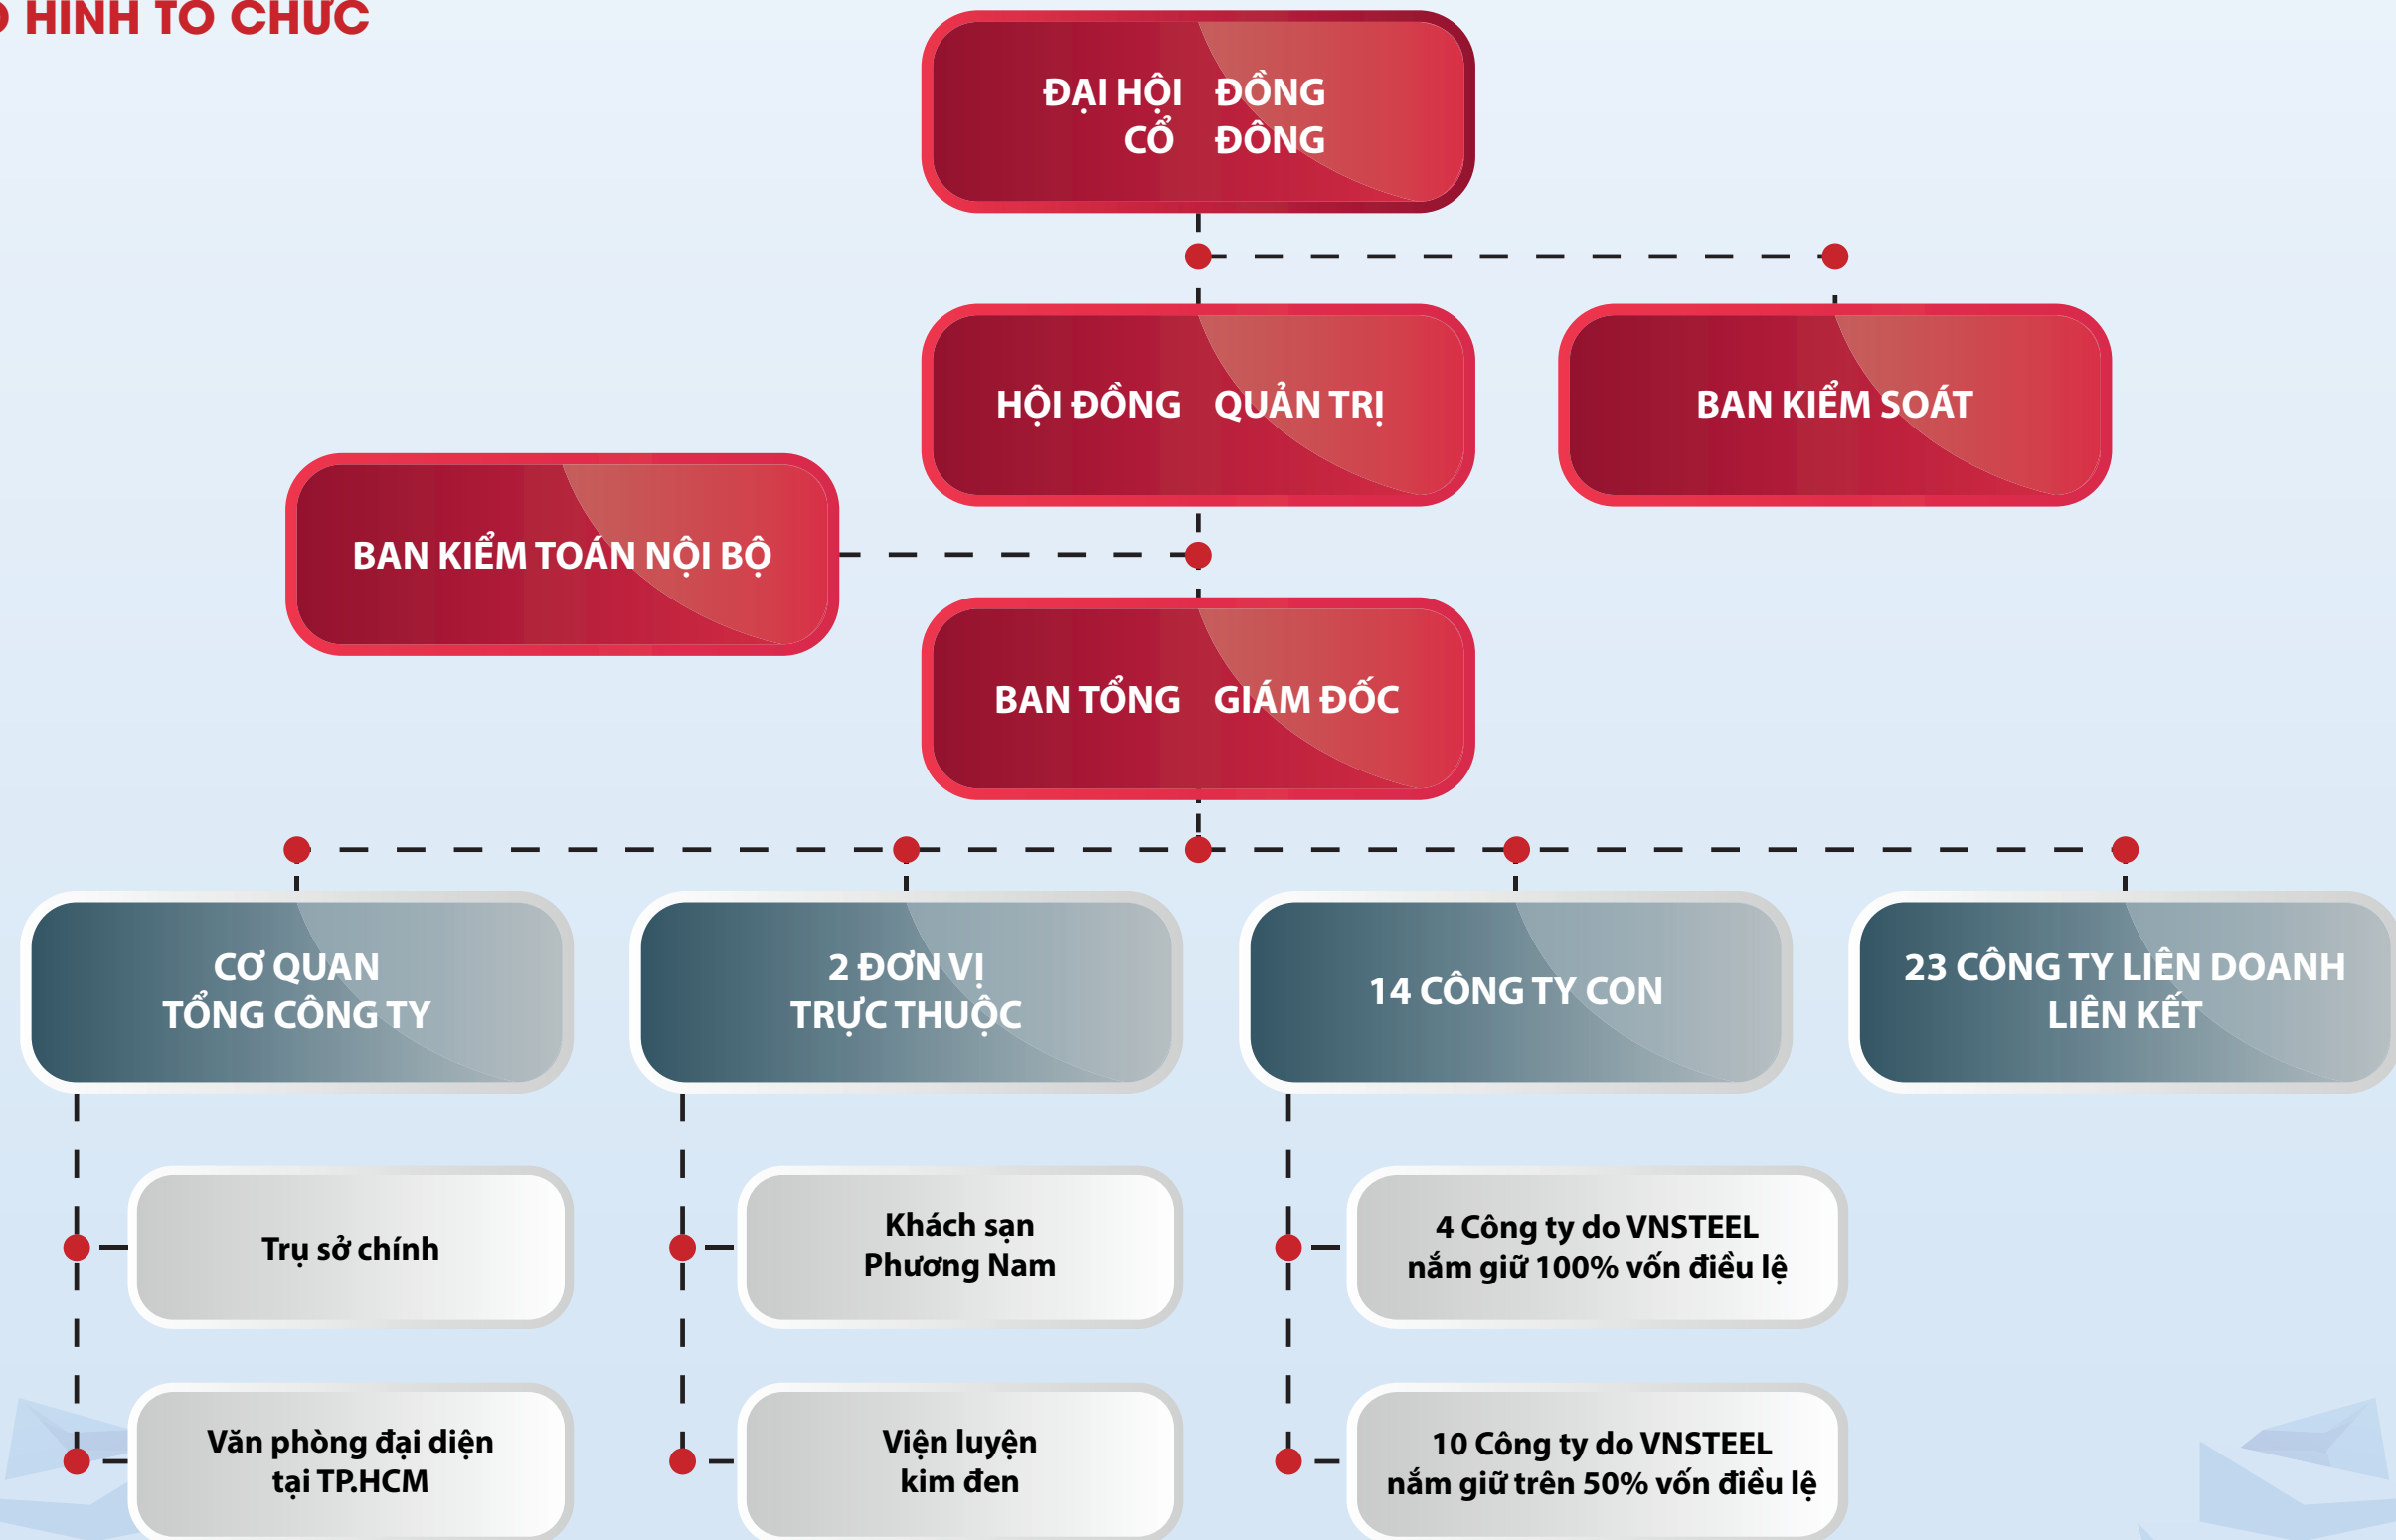 HÌNH TỔ CHỨC
ĐẠI HỘI ĐỒNG
CỔ ĐÔNG
HỘI ĐỒNG QUẢN TRỊ
BAN KIỂM SOÁT
BAN KIỂM TOÁN NỘI BỘ
BAN TỔNG GIÁM ĐỐC
CƠ QUAN
TỔNG CÔNG TY
2 ĐƠN VỊ
TRỰC THUỘC
14 CÔNG TY CON
23 CÔNG TY LIÊN DOANH
LIÊN KẾT
Trụ sở chính
Khách sạn
Phương Nam
4 Công ty do VNSTEEL
nắm giữ 100% vốn điều lệ
Văn phòng đại diện
tại TP.HCM
Viện luyện
kim đen
10 Công ty do VNSTEEL
nắm giữ trên 50% vốn điều lệ